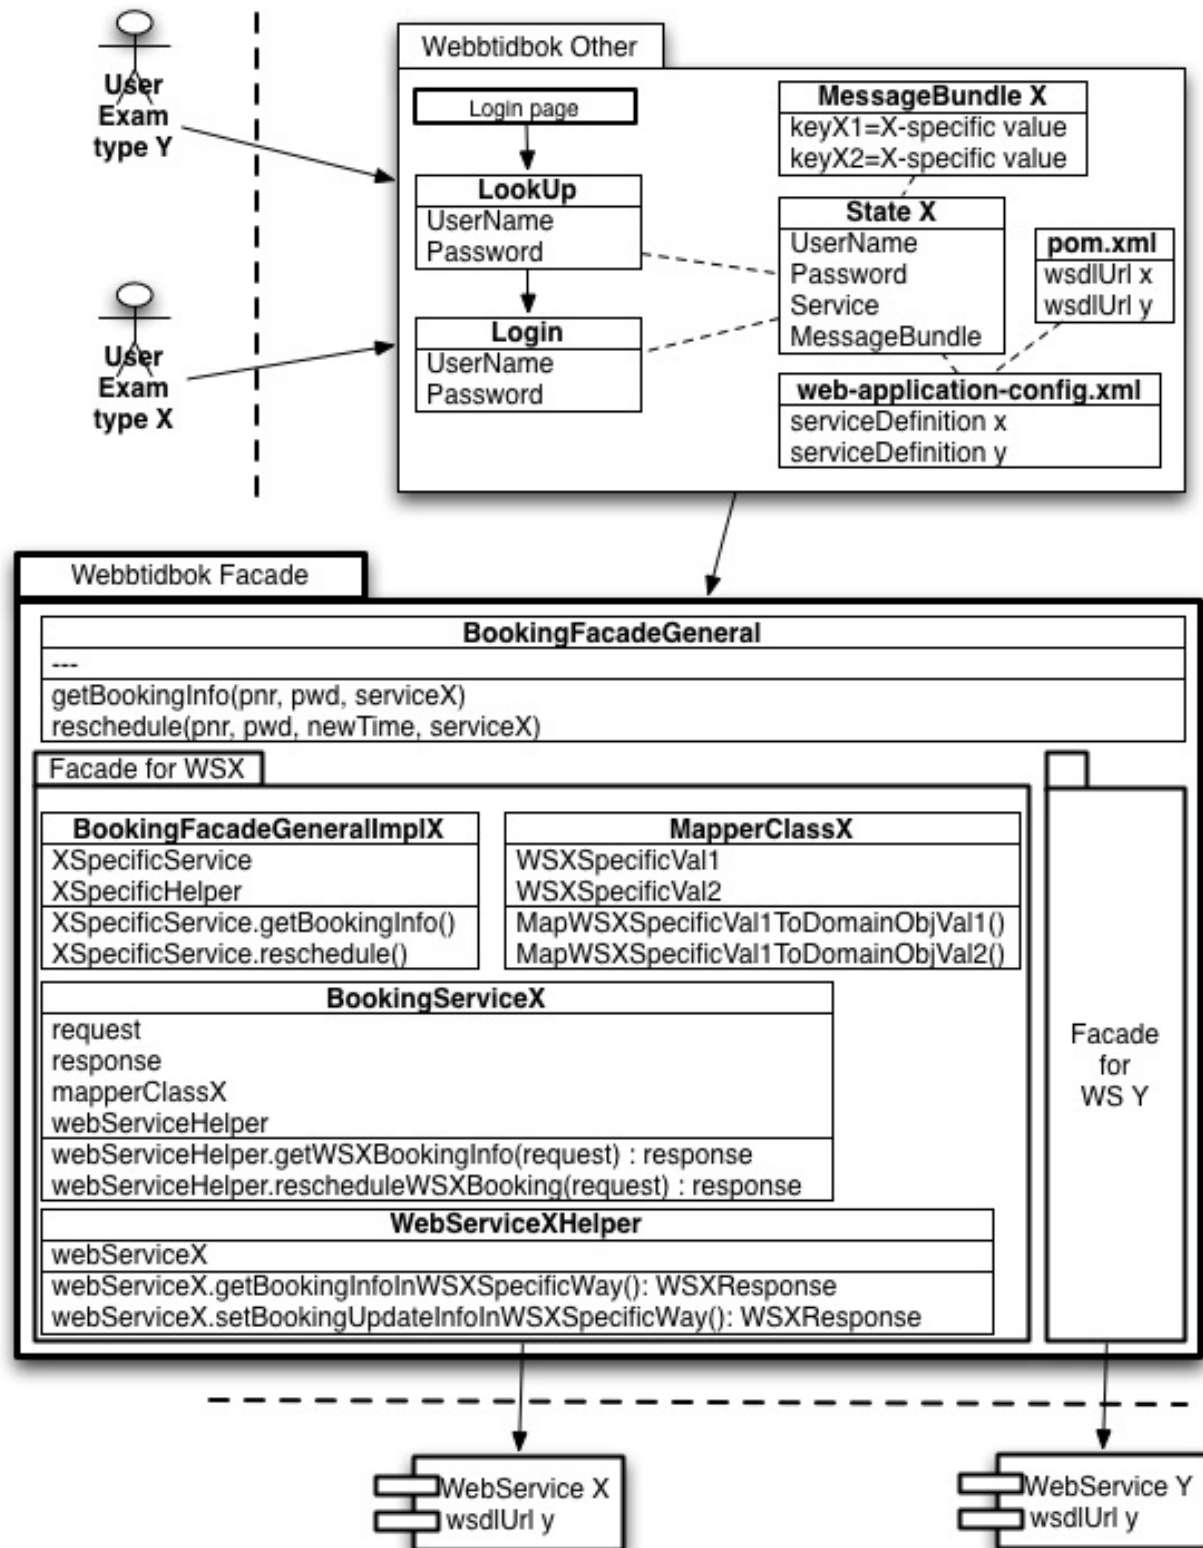 User
Exam
type Y
User
Exam
type X
Webbtidbok Other
Login page
LookUp
UserName
Password
Login
UserName
Password
MessageBundle X
keyX1=X-specific value
keyX2=X-specific value
State X
UserName
Password
Service
MessageBundle
pom.xml
wsdlUrl x
wsdlUrl y
web-application-config.xml
serviceDefinition x
serviceDefinition y
Webbtidbok Facade
BookingFacadeGeneral
---
getBookingInfo(pnr, pwd, serviceX)
reschedule(pnr, pwd, newTime, serviceX)
Facade for WSX
BookingFacadeGeneralImplX
XSpecificService
XSpecificHelper
XSpecificService.getBookingInfo()
XSpecificService.reschedule()
MapperClassX
WSXSpecificVal1
WSXSpecificVal2
MapWSXSpecificVal1ToDomainObjVal1()
MapWSXSpecificVal1ToDomainObjVal2()
BookingServiceX
request
response
mapperClassX
webServiceHelper
webServiceHelper.getWSXBookingInfo(request) : response
webServiceHelper.rescheduleWSXBooking(request) : response
WebServiceXHelper
webServiceX
webServiceX.getBookingInfoInWSXSpecificWay(): WSXResponse
webServiceX.setBookingUpdateInfoInWSXSpecificWay(): WSXResponse
Facade
for
WS Y
WebService X
wsdlUrl y
WebService Y
wsdlUrl y